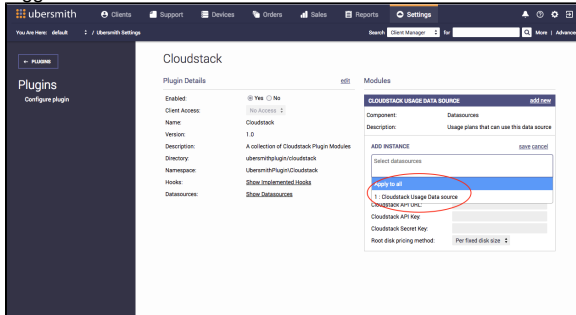 ubersmith
Clients
Support
Devices
Orders
Sales
Reports
Settings
You Are Here: default / Ubersmith Settings
Search Client Manager for
More | Advance
← PLUGINS
Plugins
Configure plugin
Cloudstack
Plugin Details edit
Enabled: Yes No
Client Access: No Access
Name: Cloudstack
Version: 1.0
Description: A collection of Cloudstack Plugin Modules
Directory: ubersmithplugin/cloudstack
Namespace: UbersmithPlugin\Cloudstack
Hooks: Show Implemented Hooks
Datasources: Show Datasources
Modules
CLOUDSTACK USAGE DATA SOURCE add new
Component: Datasources
Description: Usage plans that can use this data source
ADD INSTANCE save cancel
Select datasources
Apply to all
1 : Cloudstack Usage Data source
Cloudstack API URL:
Cloudstack API Key:
Cloudstack Secret Key:
Root disk pricing method: Per fixed disk size